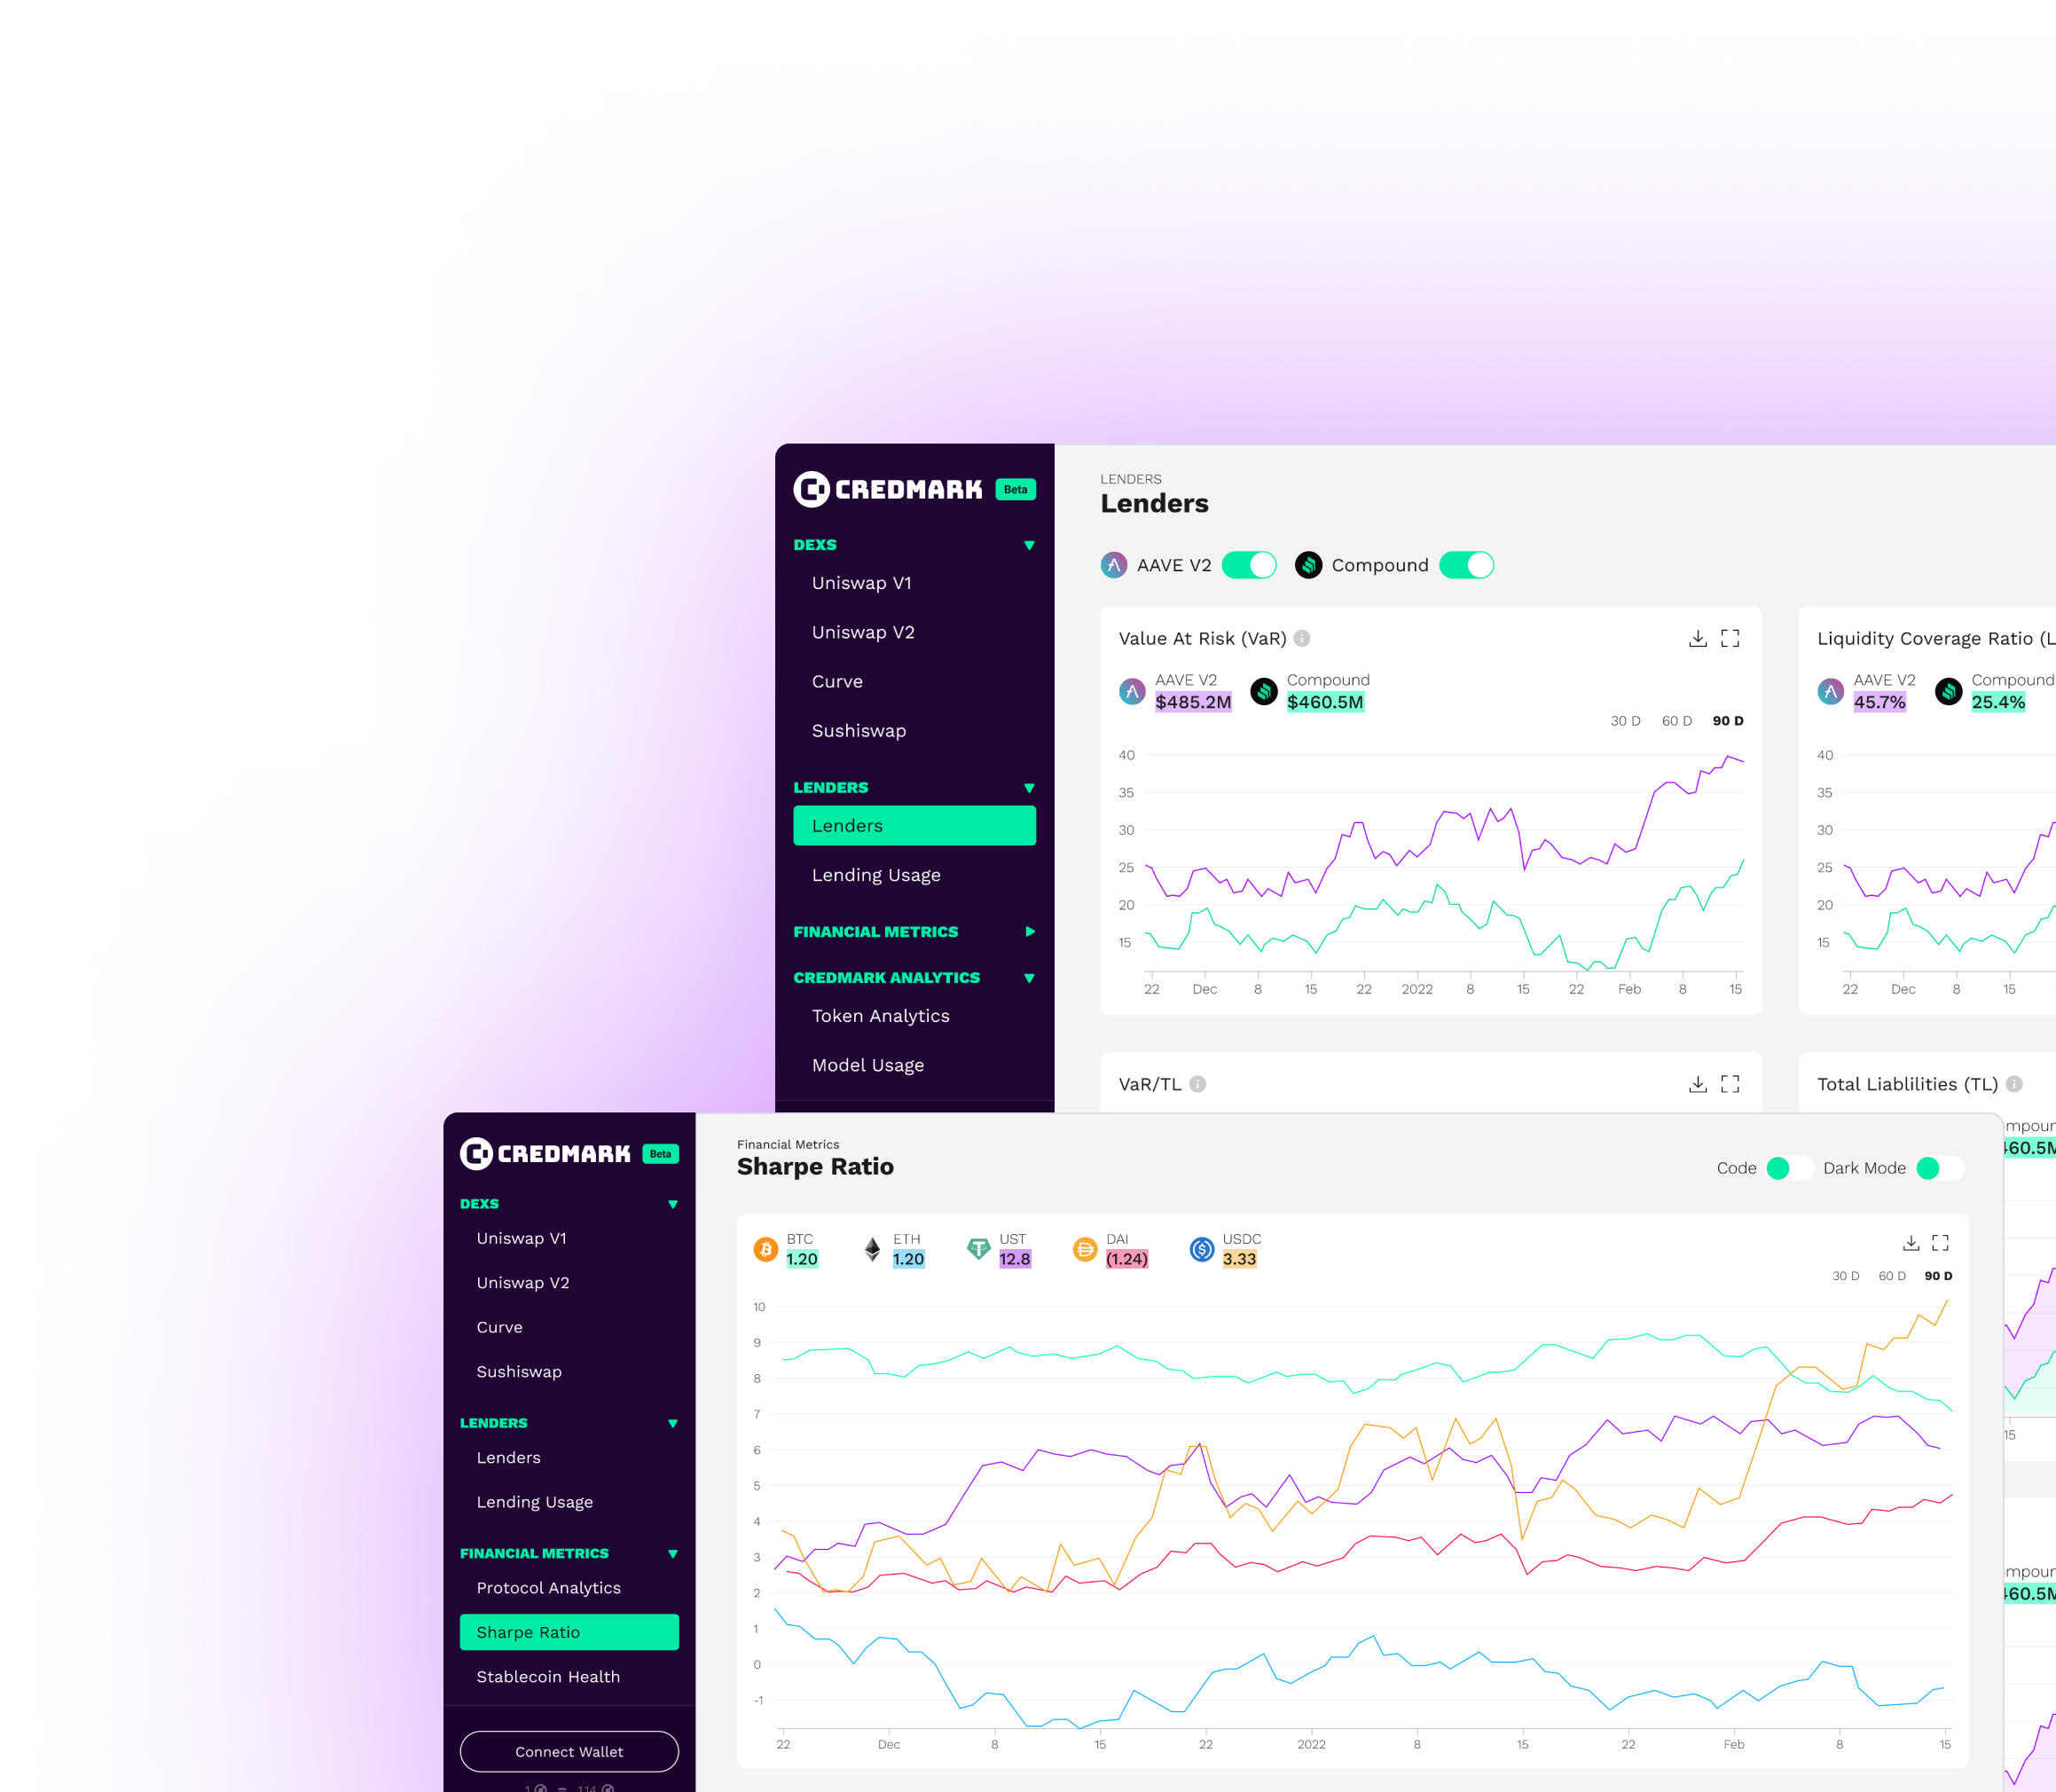 CREDMARK Beta
DEXS
Uniswap V1
Uniswap V2
Curve
Sushiswap
LENDERS
Lenders
Lending Usage
FINANCIAL METRICS
CREDMARK ANALYTICS
Token Analytics
Model Usage
LENDERS
Lenders
AAVE V2 Compound
Value At Risk (VaR)
AAVE V2 Compound
$485.2M $460.5M
30 D 60 D 90 D
40
35
30
25
20
15
22 Dec 8 15 22 2022 8 15 22 Feb 8 15
Liquidity Coverage Ratio (L
AAVE V2 Compound
45.7% 25.4%
40
35
30
25
20
15
22 Dec 8 15
VaR/TL
Total Liablilities (TL)
mpoun
460.5M
15
mpoun
460.5M
CREDMARK Beta
DEXS
Uniswap V1
Uniswap V2
Curve
Sushiswap
LENDERS
Lenders
Lending Usage
FINANCIAL METRICS
Protocol Analytics
Sharpe Ratio
Stablecoin Health
Connect Wallet
1 = 114
Financial Metrics
Sharpe Ratio
Code Dark Mode
BTC ETH UST DAI USDC
1.20 1.20 12.8 (1.24) 3.33
30 D 60 D 90 D
10
9
8
7
6
5
4
3
2
1
0
-1
22 Dec 8 15 22 2022 8 15 22 Feb 8 15